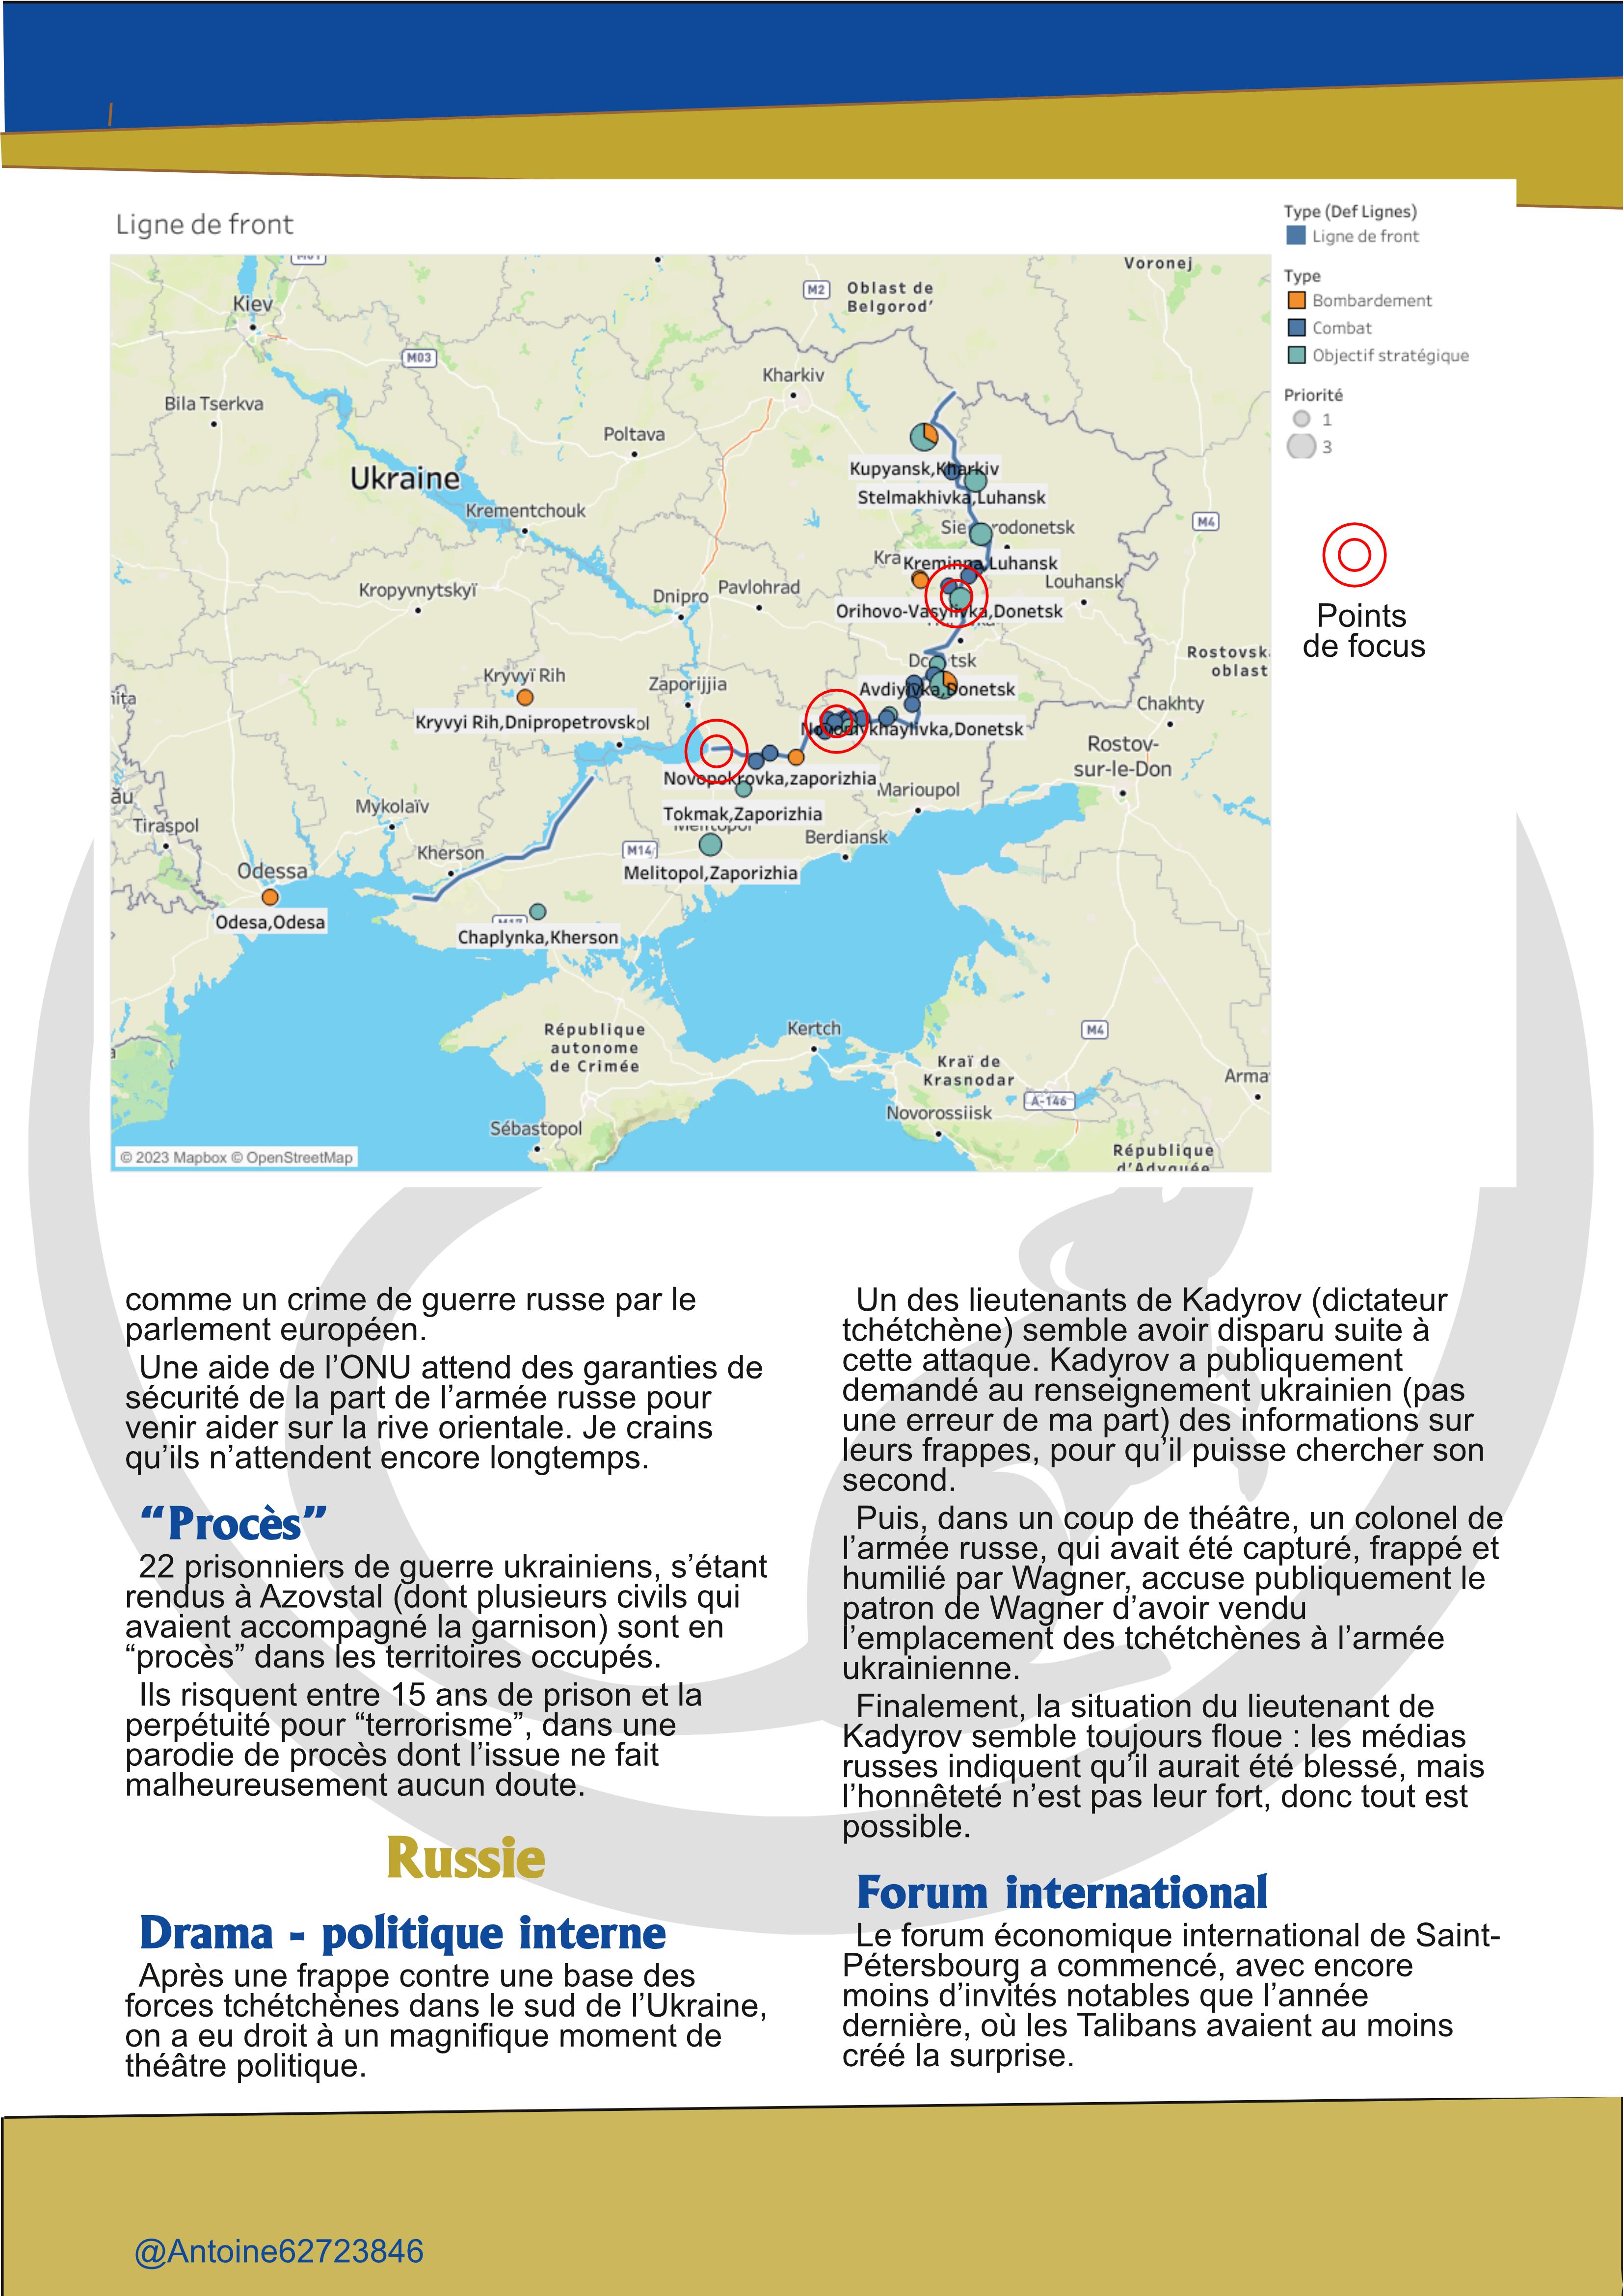 Ligne de front
Type (Def Lignes)
Ligne de front
Type
Bombardement
Combat
Objectif stratégique
Priorité
1
3
Points
de focus
Voronej
M2
Oblast de
Belgorod'
Kiev
M03
Kharkiv
Bila Tserkva
Poltava
Ukraine
Kupyansk,Kharkiv
Stelmakhivka,Luhansk
Krementchouk
M4
Kreminna,Luhansk
Louhansk
Kropyvnytskyï
Dnipro
Pavlohrad
Orihovo-Vasylivka,Donetsk
Rostovsk
oblast
Kryvyï Rih
Zaporijjia
Avdiyivka,Donetsk
Chakhty
Kryvyi Rih,Dnipropetrovsk
Novomykhaylivka,Donetsk
Rostov-
sur-le-Don
Novopokrovka,zaporizhia
Marioupol
Mykolaïv
Tokmak,Zaporizhia
Tiraspol
Berdiansk
Kherson
M14
Melitopol,Zaporizhia
Odessa
Odesa,Odesa
M17
Chaplynka,Kherson
République
autonome
de Crimée
Kertch
M4
Kraï de
Krasnodar
Arma
A-146
Novorossiisk
Sébastopol
République
d'Adyguée
© 2023 Mapbox © OpenStreetMap
comme un crime de guerre russe par le
parlement européen.
Une aide de l’ONU attend des garanties de
sécurité de la part de l’armée russe pour
venir aider sur la rive orientale. Je crains
qu’ils n’attendent encore longtemps.
“Procès”
22 prisonniers de guerre ukrainiens, s’étant
rendus à Azovstal (dont plusieurs civils qui
avaient accompagné la garnison) sont en
“procès” dans les territoires occupés.
Ils risquent entre 15 ans de prison et la
perpétuité pour “terrorisme”, dans une
parodie de procès dont l’issue ne fait
malheureusement aucun doute.
Russie
Drama - politique interne
Après une frappe contre une base des
forces tchétchènes dans le sud de l’Ukraine,
on a eu droit à un magnifique moment de
théâtre politique.
Un des lieutenants de Kadyrov (dictateur
tchétchène) semble avoir disparu suite à
cette attaque. Kadyrov a publiquement
demandé au renseignement ukrainien (pas
une erreur de ma part) des informations sur
leurs frappes, pour qu’il puisse chercher son
second.
Puis, dans un coup de théâtre, un colonel de
l’armée russe, qui avait été capturé, frappé et
humilié par Wagner, accuse publiquement le
patron de Wagner d’avoir vendu
l’emplacement des tchétchènes à l’armée
ukrainienne.
Finalement, la situation du lieutenant de
Kadyrov semble toujours floue : les médias
russes indiquent qu’il aurait été blessé, mais
l’honnêteté n’est pas leur fort, donc tout est
possible.
Forum international
Le forum économique international de Saint-
Pétersbourg a commencé, avec encore
moins d’invités notables que l’année
dernière, où les Talibans avaient au moins
créé la surprise.
@Antoine62723846